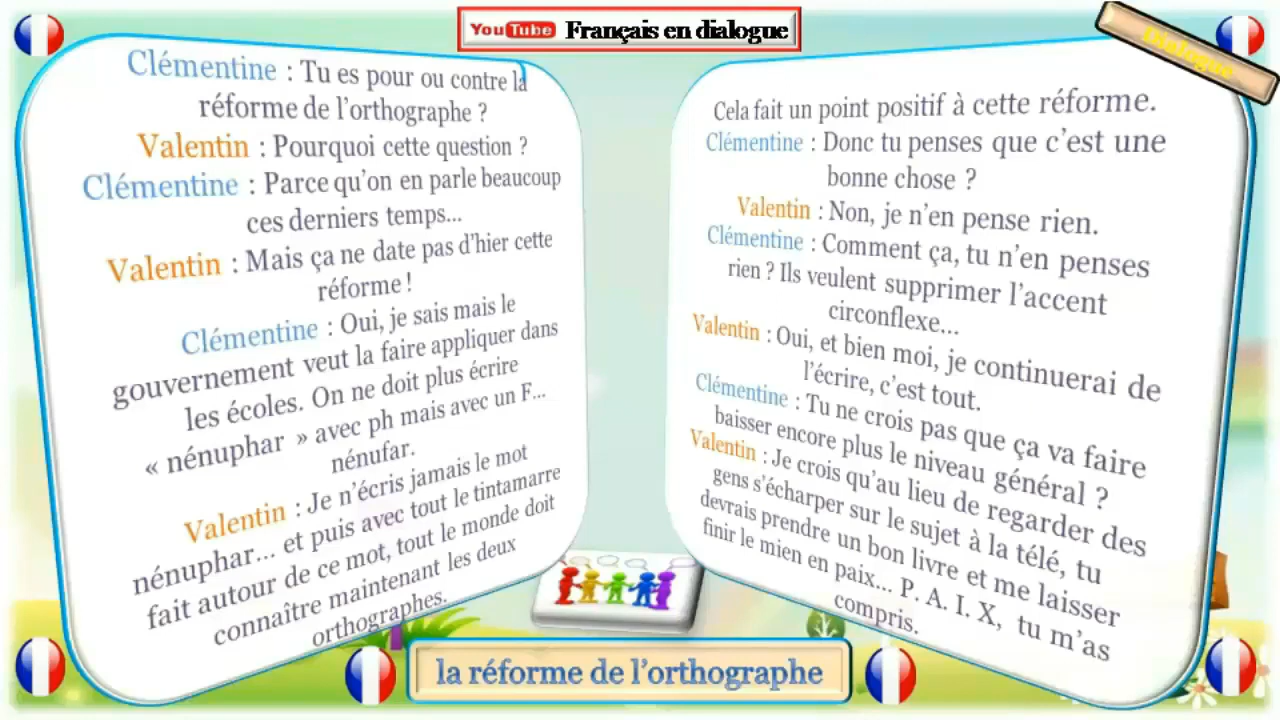 YouTube Français en dialogue
Dialogue
Clémentine : Tu es pour ou contre la
réforme de l'orthographe ?
Valentin : Pourquoi cette question ?
Clémentine : Parce qu'on en parle beaucoup
ces derniers temps...
Valentin : Mais ça ne date pas d'hier cette
réforme !
Clémentine : Oui, je sais mais le
gouvernement veut la faire appliquer dans
les écoles. On ne doit plus écrire
« nénuphar » avec ph mais avec un F...
nénufar.
Valentin : Je n'écris jamais le mot
nénuphar... et puis avec tout le tintamarre
fait autour de ce mot, tout le monde doit
connaître maintenant les deux
orthographes.
Cela fait un point positif à cette réforme.
Clémentine : Donc tu penses que c'est une
bonne chose ?
Valentin : Non, je n'en pense rien.
Clémentine : Comment ça, tu n'en penses
rien ? Ils veulent supprimer l'accent
circonflexe...
Valentin : Oui, et bien moi, je continuerai de
l'écrire, c'est tout.
Clémentine : Tu ne crois pas que ça va faire
baisser encore plus le niveau général ?
Valentin : Je crois qu'au lieu de regarder des
gens s'écharper sur le sujet à la télé, tu
devrais prendre un bon livre et me laisser
finir le mien en paix... P. A. I. X, tu m'as
compris.
la réforme de l'orthographe